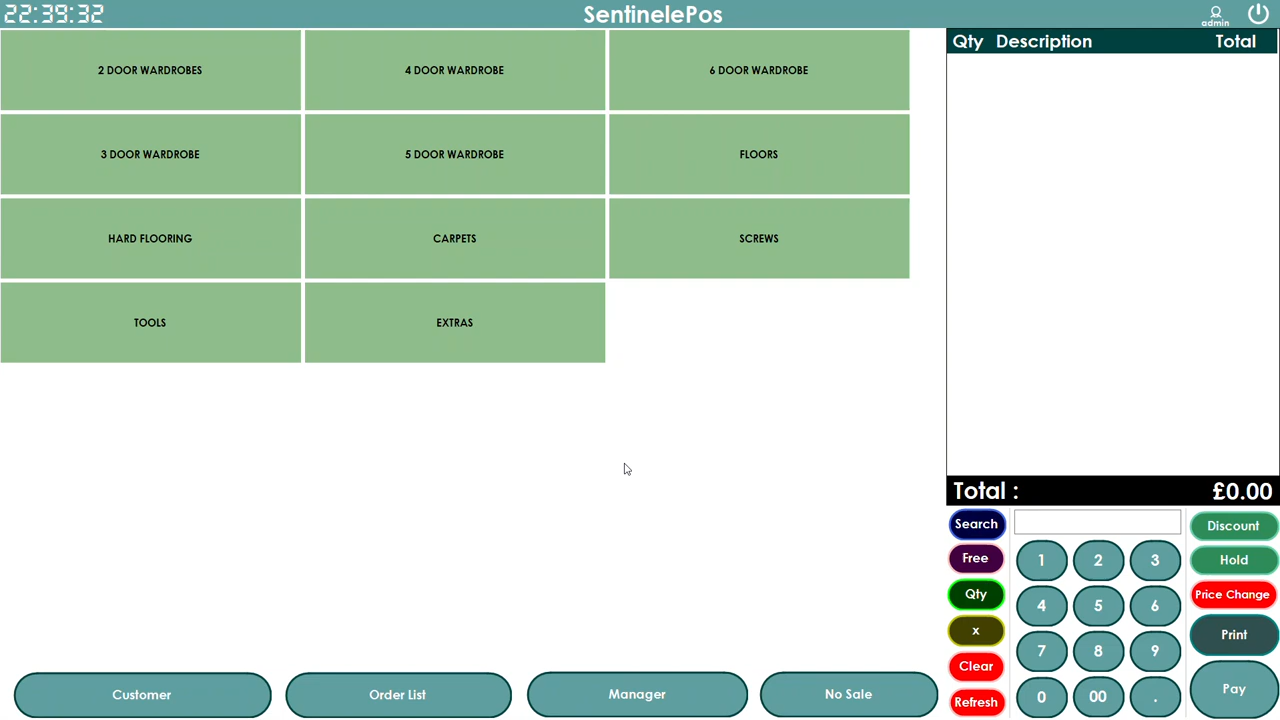 22:39:32
SentinelePos
admin
2 DOOR WARDROBES
4 DOOR WARDROBE
6 DOOR WARDROBE
3 DOOR WARDROBE
5 DOOR WARDROBE
FLOORS
HARD FLOORING
CARPETS
SCREWS
TOOLS
EXTRAS
Qty Description Total
Total : £0.00
Search
Discount
Free
1 2 3
Hold
Qty
4 5 6
Price Change
x
Print
Clear
7 8 9
Refresh
0 00 .
Pay
Customer
Order List
Manager
No Sale